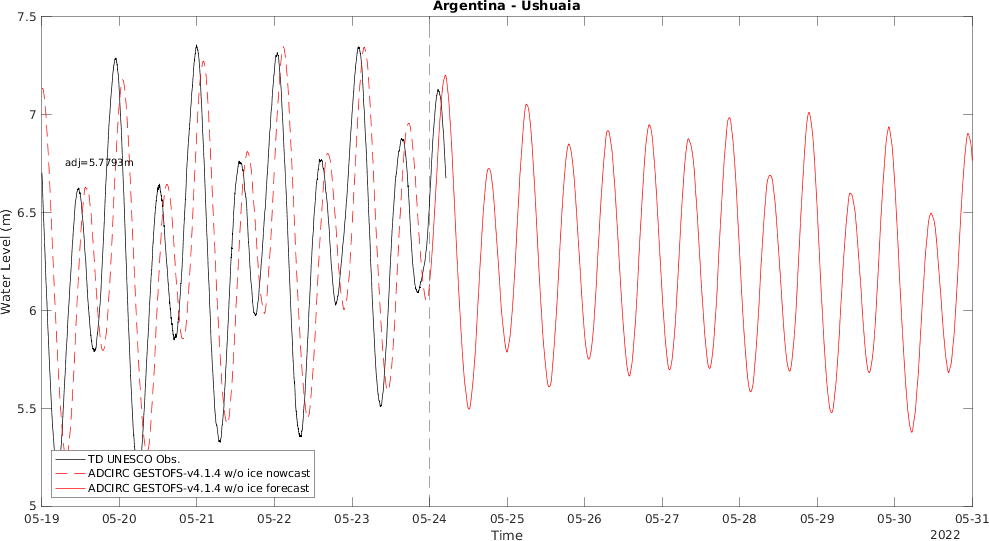 Argentina - Ushuaia
7.5
7
6.5
6
5.5
5
Water Level (m)
adj=5.7793m
TD UNESCO Obs.
ADCIRC GESTOFS-v4.1.4 w/o ice nowcast
ADCIRC GESTOFS-v4.1.4 w/o ice forecast
05-19 05-20 05-21 05-22 05-23 05-24 05-25 05-26 05-27 05-28 05-29 05-30 05-31
Time
2022